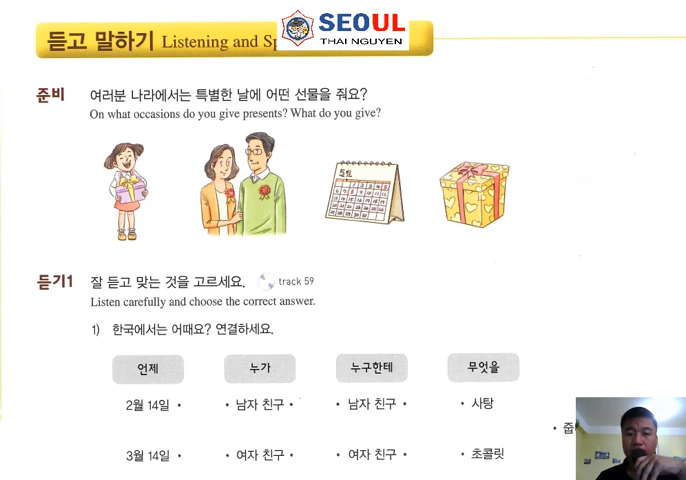 듣고 말하기 Listening and Sp
SEOUL
THAI NGUYEN
준비 여러분 나라에서는 특별한 날에 어떤 선물을 줘요?
On what occasions do you give presents? What do you give?
듣기1 잘 듣고 맞는 것을 고르세요. track 59
Listen carefully and choose the correct answer.
1) 한국에서는 어때요? 연결하세요.
언제 누가 누구한테 무엇을
2월 14일 • • 남자 친구 • • 남자 친구 • • 사탕
3월 14일 • • 여자 친구 • • 여자 친구 • • 초콜릿